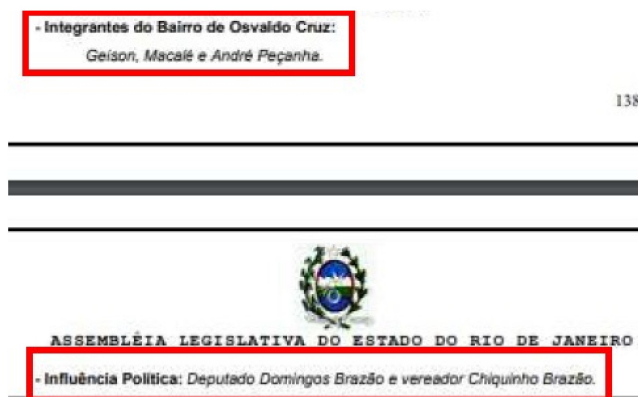 - Integrantes do Bairro de Osvaldo Cruz:
Geison, Macalé e André Peçanha.
138
ASSEMBLÉIA LEGISLATIVA DO ESTADO DO RIO DE JANEIRO
- Influência Política: Deputado Domingos Brazão e vereador Chiquinho Brazão.